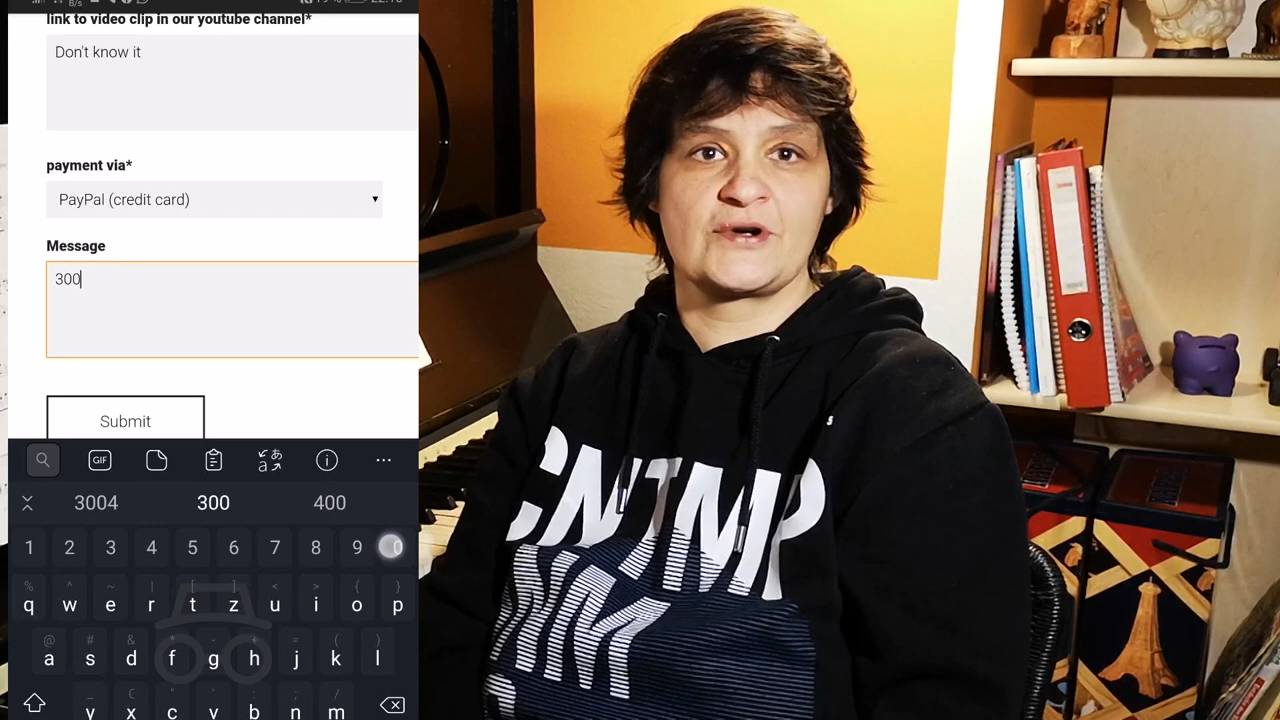 B/s
link to video clip in our youtube channel*
Don't know it
payment via*
PayPal (credit card)
Message
300
Submit
GIF
3004 300 400
1 2 3 4 5 6 7 8 9 0
% ^ ~ | [ ] < > { }
q w e r t z u i o p
@ # & * - + = ( )
a s d f g h j k l
y x c v b n m
CNTMP